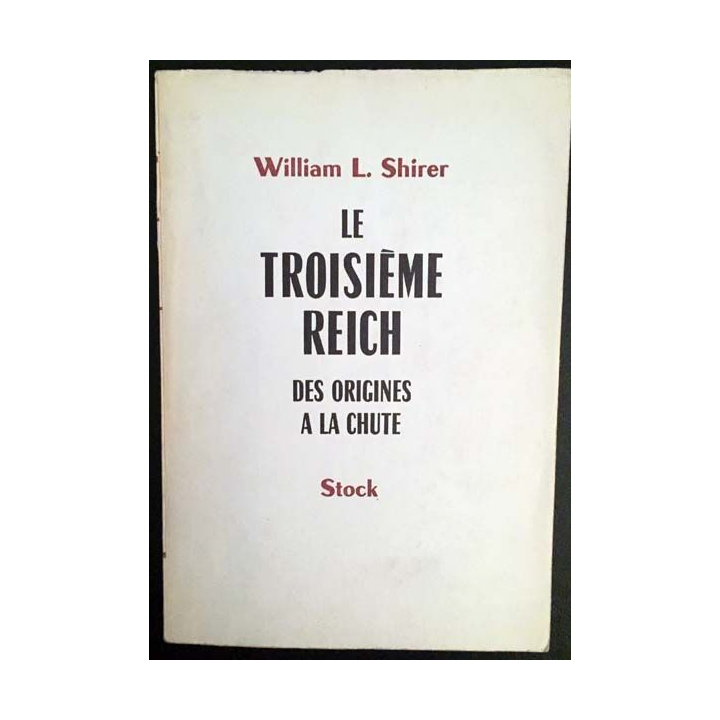 William L. Shirer
LE
TROISIÈME
REICH
DES ORIGINES
A LA CHUTE
Stock